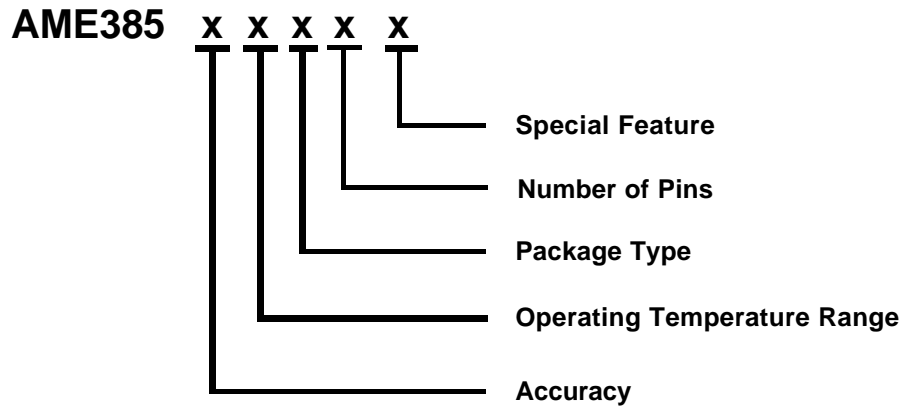 AME385 x x x x x
Special Feature
Number of Pins
Package Type
Operating Temperature Range
Accuracy